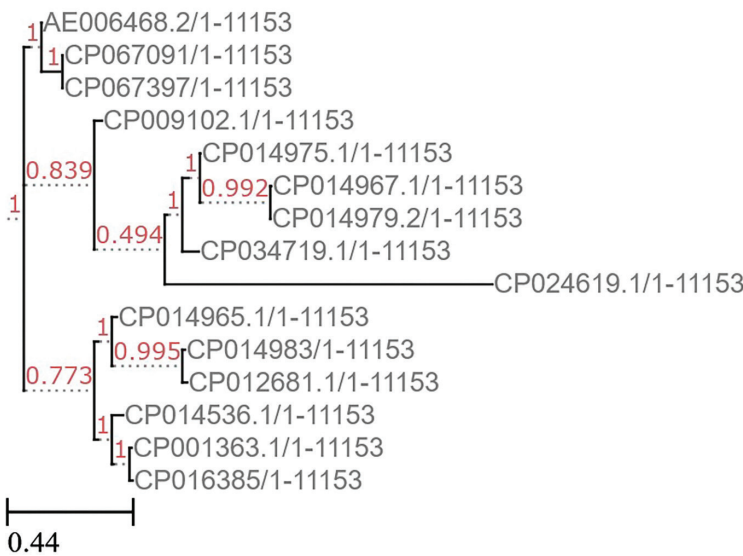 1 AE006468.2/1-11153
1 CP067091/1-11153
CP067397/1-11153
CP009102.1/1-11153
CP014975.1/1-11153
0.839 1
0.992 CP014967.1/1-11153
1 1
CP014979.2/1-11153
0.494
CP034719.1/1-11153
CP024619.1/1-11153
CP014965.1/1-11153
1
0.995 CP014983/1-11153
0.773 CP012681.1/1-11153
CP014536.1/1-11153
1
1 CP001363.1/1-11153
CP016385/1-11153
0.44